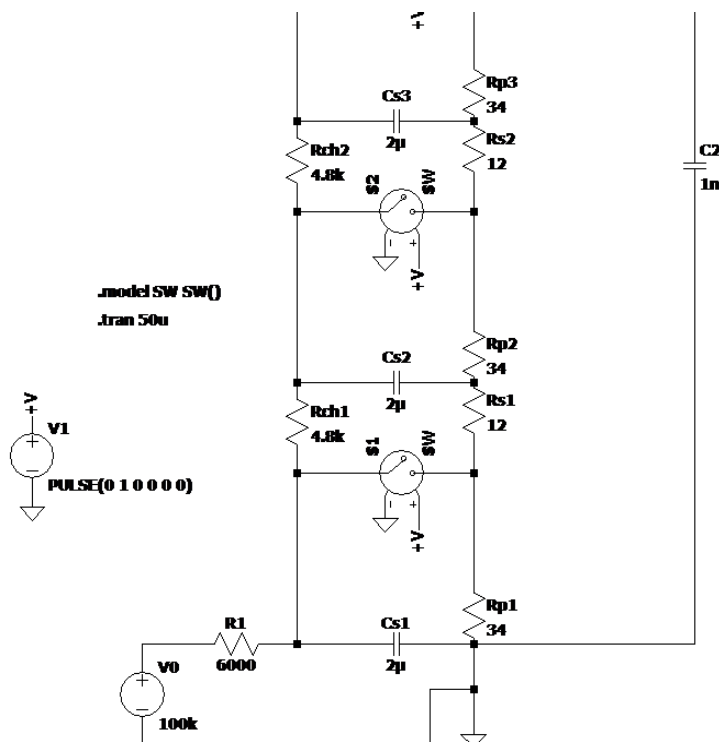 +V
Rp3
34
Cs3
2µ
Rs2
12
Rch2
4.8k
C2
S2
SW
- +
+V
.model SW SW()
.tran 50u
Rp2
34
Cs2
2µ
Rs1
12
Rch1
4.8k
+V
V1
+
-
PULSE(0 1 0 0 0 0)
S1
SW
- +
+V
Rp1
34
R1
6000
Cs1
2µ
V0
+
-
100k